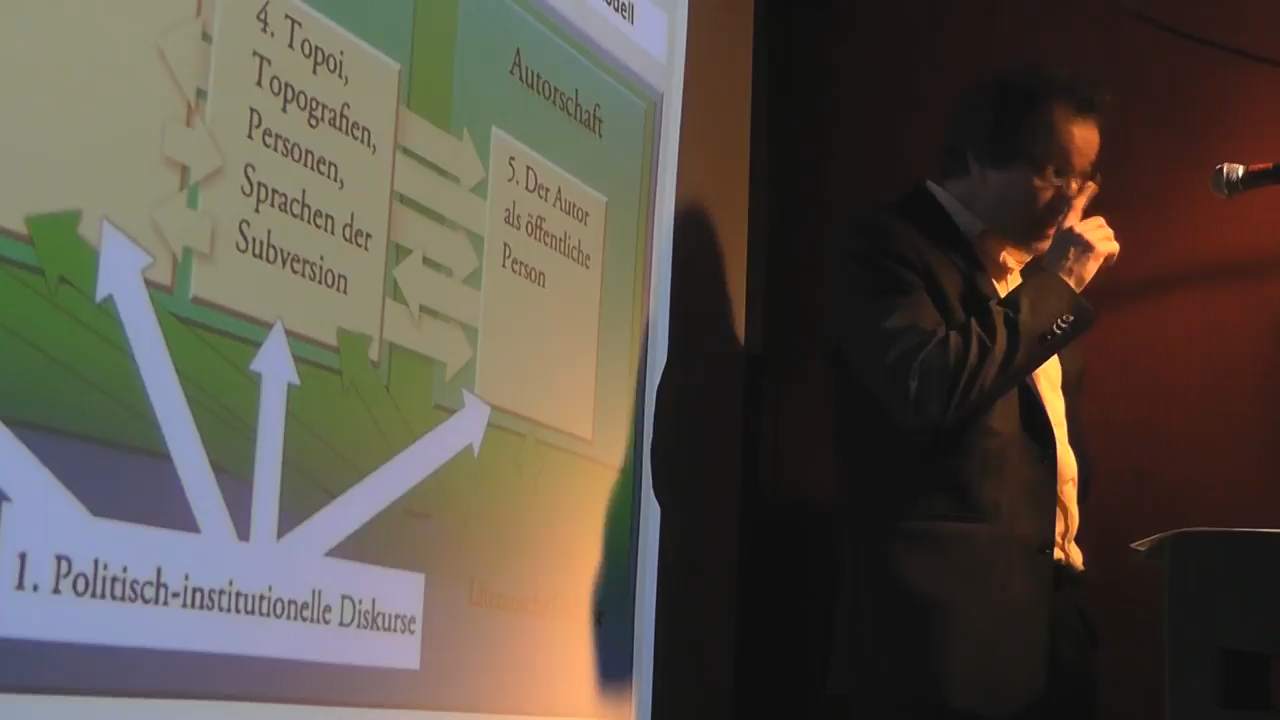 4. Topoi,
Topografien,
Personen,
Sprachen der
Subversion
Autorschaft
5. Der Autor
als öffentliche
Person
1. Politisch-institutionelle Diskurse